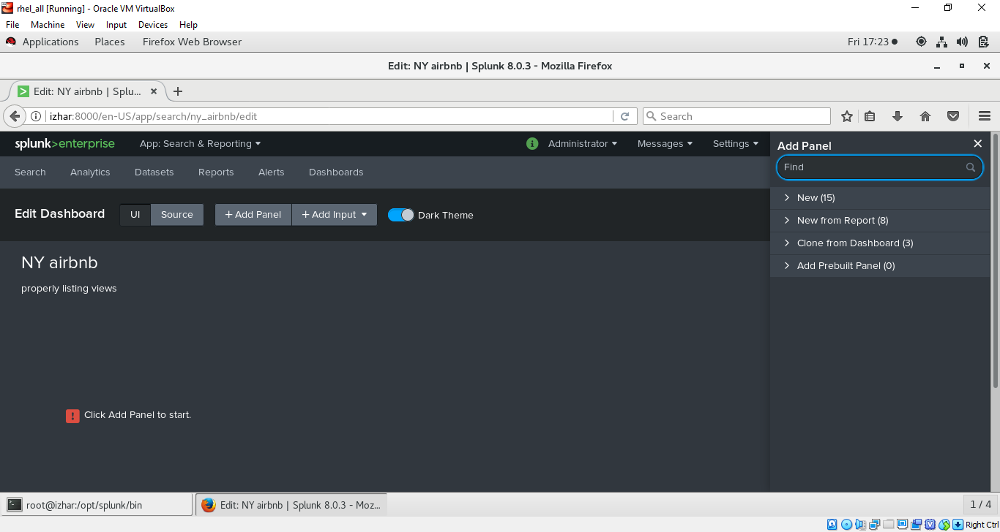 rhel_all [Running] - Oracle VM VirtualBox
File Machine View Input Devices Help
Applications Places Firefox Web Browser Fri 17:23
Edit: NY airbnb | Splunk 8.0.3 - Mozilla Firefox
Edit: NY airbnb | Splu...
izhar:8000/en-US/app/search/ny_airbnb/edit Search
splunk>enterprise App: Search & Reporting Administrator Messages Settings
Add Panel
Search Analytics Datasets Reports Alerts Dashboards
Find
New (15)
Edit Dashboard UI Source + Add Panel + Add Input Dark Theme
New from Report (8)
Clone from Dashboard (3)
Add Prebuilt Panel (0)
NY airbnb
properly listing views
! Click Add Panel to start.
root@izhar:/opt/splunk/bin Edit: NY airbnb | Splunk 8.0.3 - Moz... 1 / 4
Right Ctrl